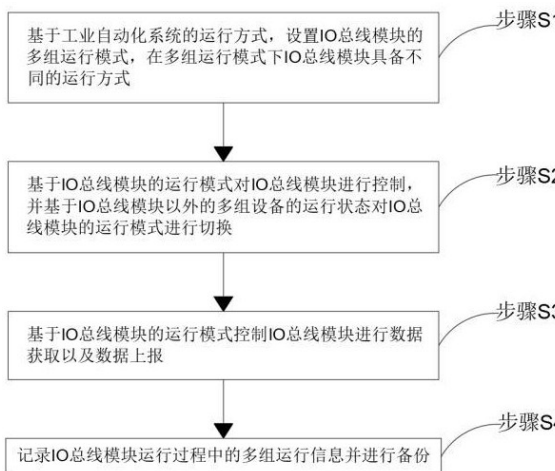 基于工业自动化系统的运行方式，设置IO总线模块的
多组运行模式，在多组运行模式下IO总线模块具备不
同的运行方式
步骤S1
基于IO总线模块的运行模式对IO总线模块进行控制，
并基于IO总线模块以外的多组设备的运行状态对IO总
线模块的运行模式进行切换
步骤S2
基于IO总线模块的运行模式控制IO总线模块进行数据
获取以及数据上报
步骤S3
记录IO总线模块运行过程中的多组运行信息并进行备份
步骤S4